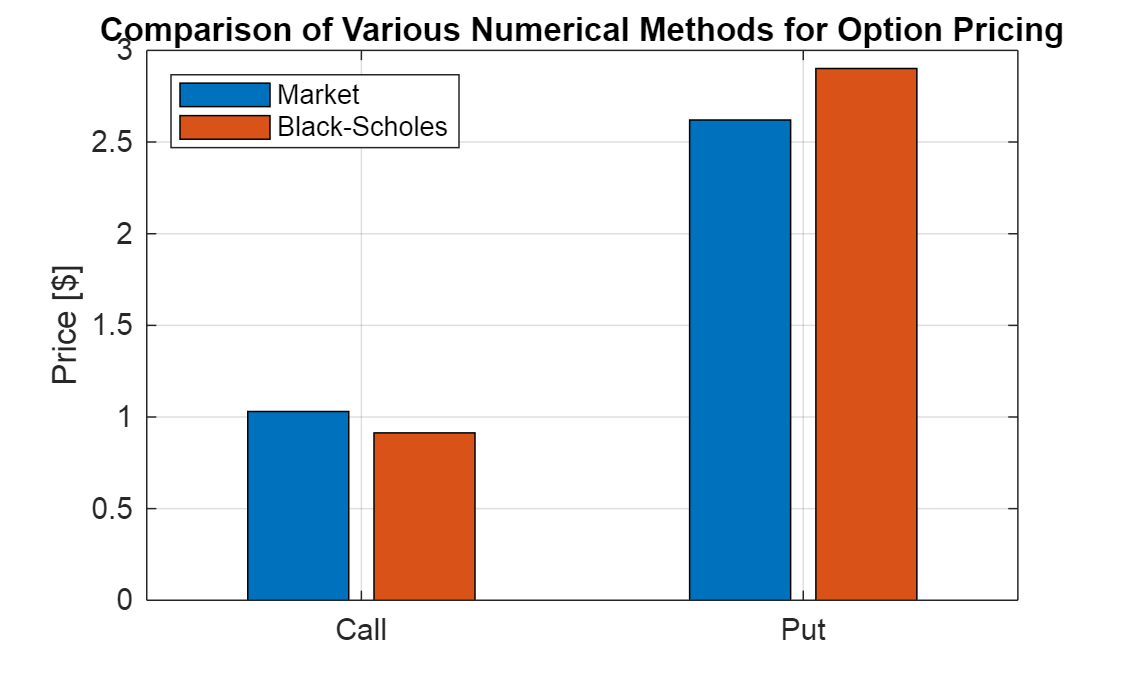 Comparison of Various Numerical Methods for Option Pricing
3
Market
Black-Scholes
2.5
2
1.5
1
0.5
0
Price [$]
Call
Put